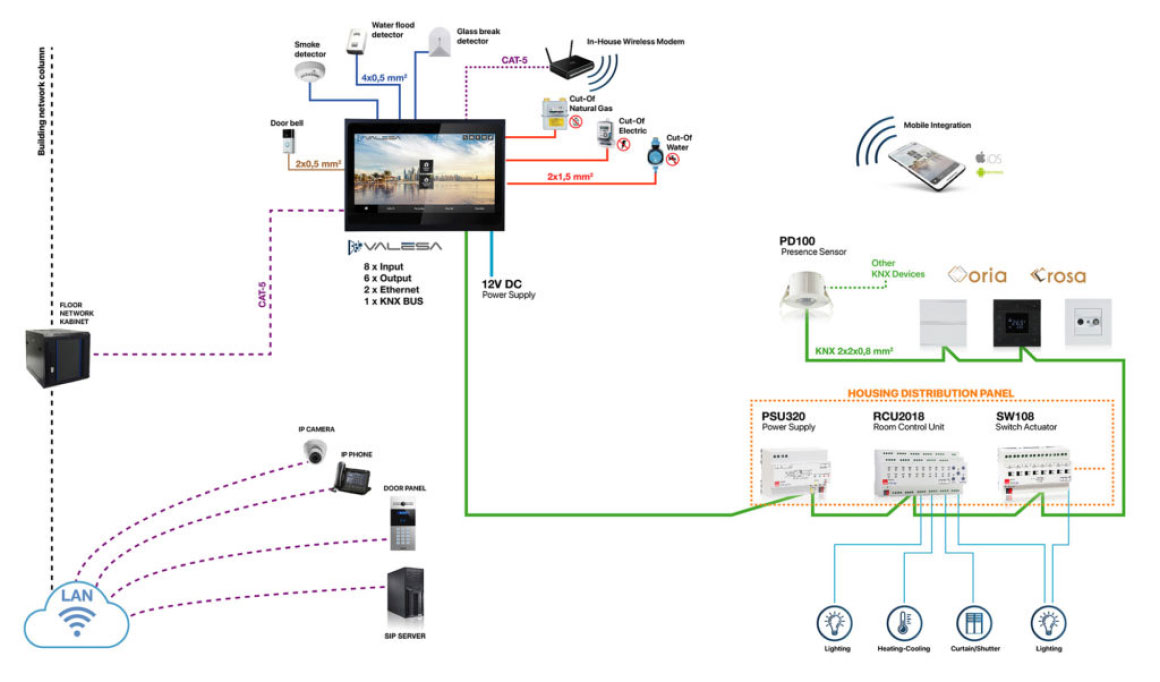 Building network column
Smoke
detector
Water flood
detector
Glass break
detector
4x0,5 mm²
CAT-5
In-House Wireless Modem
Door bell
2x0,5 mm²
VALESA
Cut-Of
Natural Gas
Cut-Of
Electric
Cut-Of
Water
2x1,5 mm²
Mobile Integration
iOS
VALESA
8 x Input
6 x Output
2 x Ethernet
1 x KNX BUS
12V DC
Power Supply
CAT-5
FLOOR
NETWORK
KABINET
PD100
Presence Sensor
Other
KNX Devices
oria
rosa
KNX 2x2x0,8 mm²
HOUSING DISTRIBUTION PANEL
PSU320
Power Supply
RCU2018
Room Control Unit
SW108
Switch Actuator
IP CAMERA
IP PHONE
DOOR PANEL
LAN
SIP SERVER
Lighting
Heating-Cooling
Curtain/Shutter
Lighting